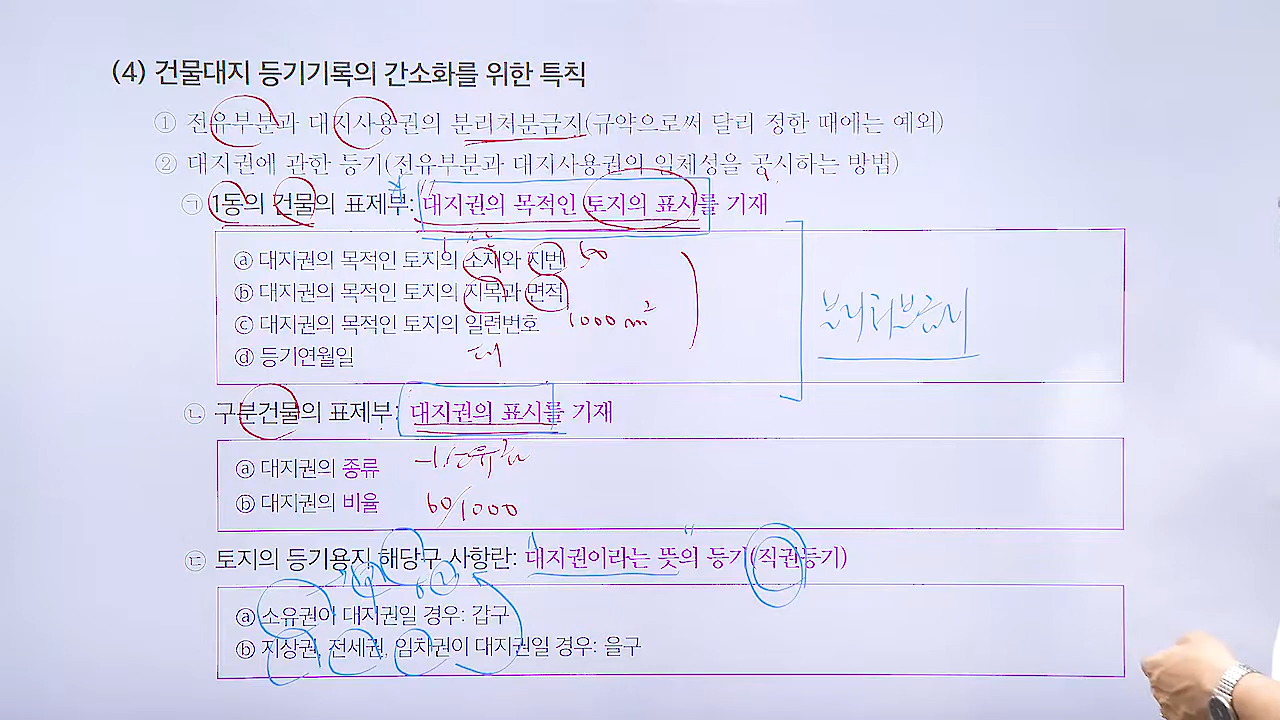 (4) 건물대지 등기기록의 간소화를 위한 특칙
① 전유부분과 대지사용권의 분리처분금지(규약으로써 달리 정한 때에는 예외)
② 대지권에 관한 등기(전유부분과 대지사용권의 일체성을 공시하는 방법)
㉠ 1동의 건물의 표제부: 대지권의 목적인 토지의 표시를 기재
ⓐ 대지권의 목적인 토지의 소재와 지번 50
ⓑ 대지권의 목적인 토지의 지목과 면적
ⓒ 대지권의 목적인 토지의 일련번호 1000m²
ⓓ 등기연월일 대
분리처분금지
㉡ 구분건물의 표제부: 대지권의 표시를 기재
ⓐ 대지권의 종류 소유권
ⓑ 대지권의 비율 60/1000
㉢ 토지의 등기용지 해당구 사항란: 대지권이라는 뜻의 등기(직권등기)
ⓐ 소유권이 대지권일 경우: 갑구
ⓑ 지상권, 전세권, 임차권이 대지권일 경우: 을구